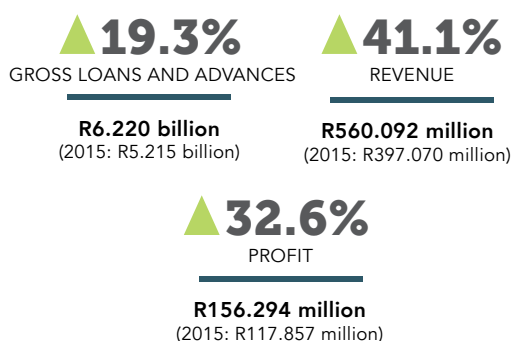 19.3%
GROSS LOANS AND ADVANCES
R6.220 billion
(2015: R5.215 billion)
41.1%
REVENUE
R560.092 million
(2015: R397.070 million)
32.6%
PROFIT
R156.294 million
(2015: R117.857 million)